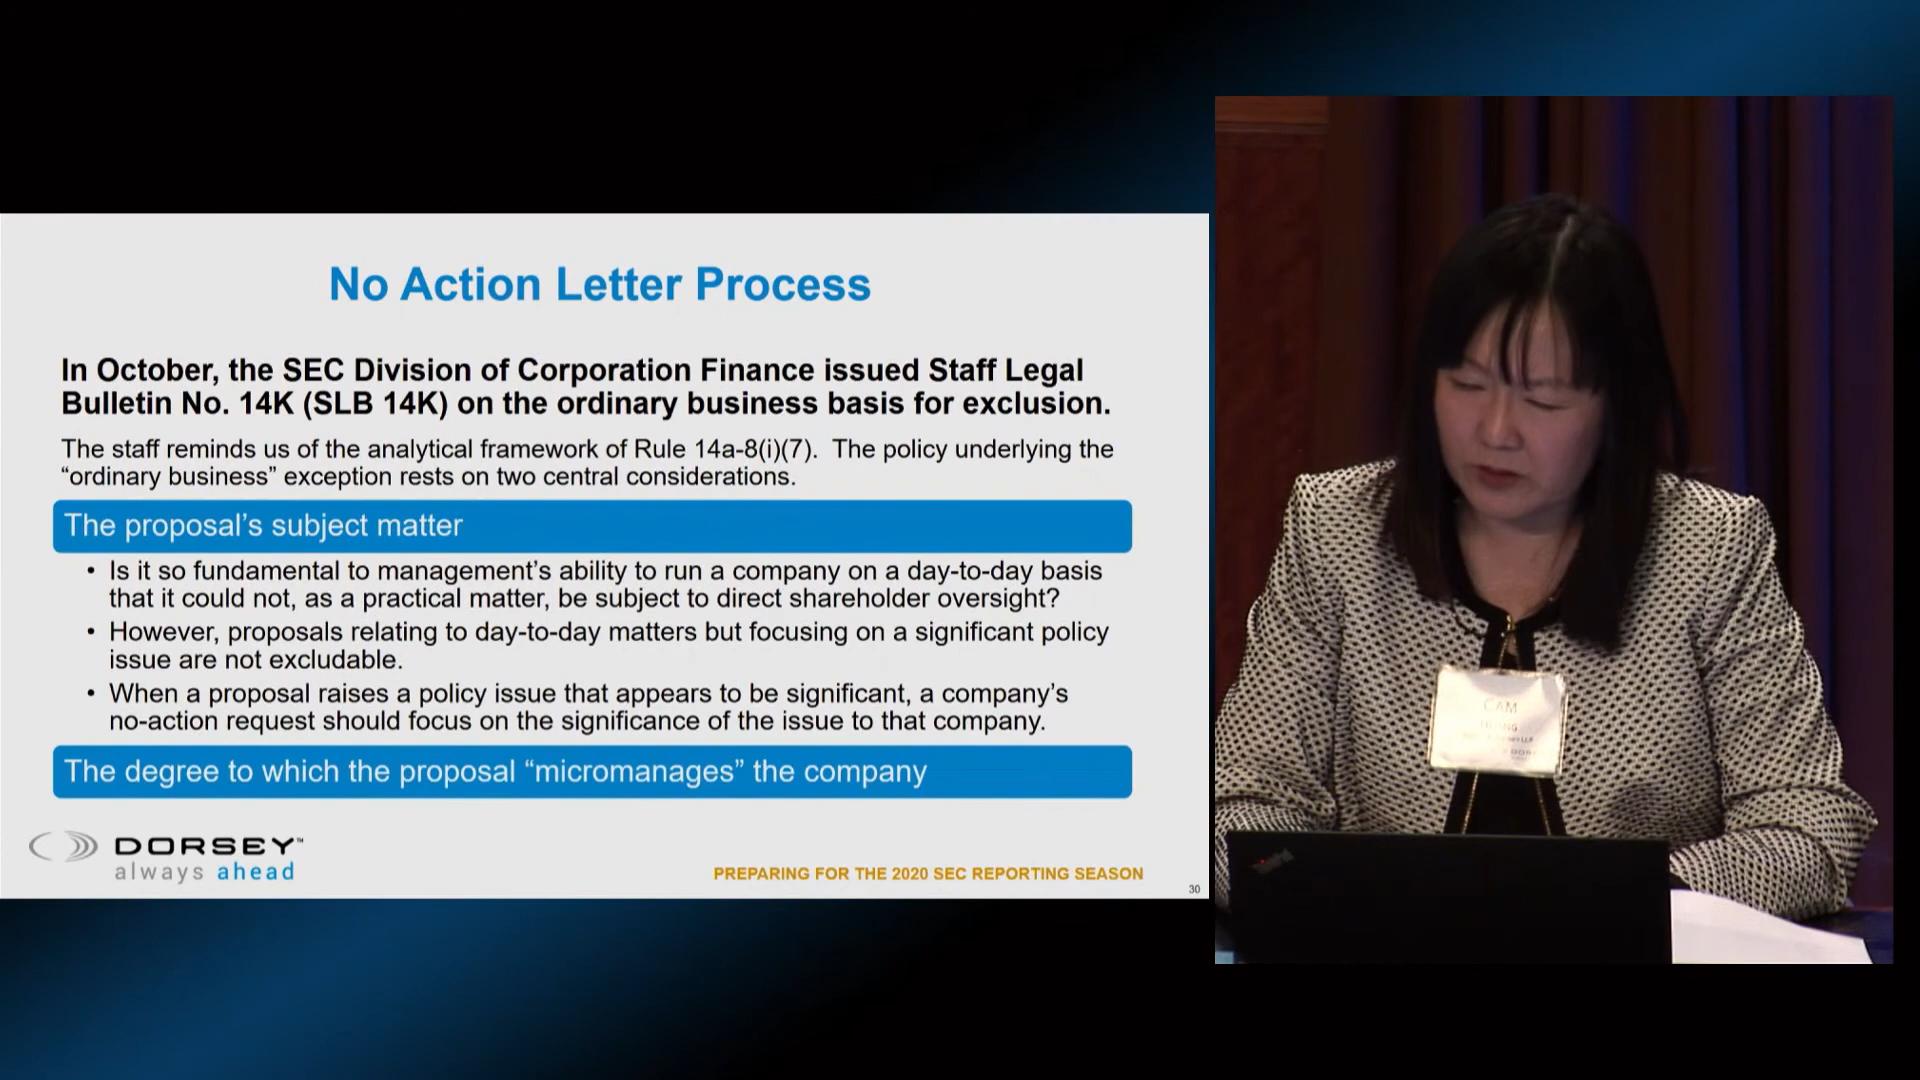 No Action Letter Process
In October, the SEC Division of Corporation Finance issued Staff Legal
Bulletin No. 14K (SLB 14K) on the ordinary business basis for exclusion.
The staff reminds us of the analytical framework of Rule 14a-8(i)(7). The policy underlying the
“ordinary business” exception rests on two central considerations.
The proposal’s subject matter
• Is it so fundamental to management’s ability to run a company on a day-to-day basis
that it could not, as a practical matter, be subject to direct shareholder oversight?
• However, proposals relating to day-to-day matters but focusing on a significant policy
issue are not excludable.
• When a proposal raises a policy issue that appears to be significant, a company’s
no-action request should focus on the significance of the issue to that company.
The degree to which the proposal “micromanages” the company
DORSEY™
always ahead
PREPARING FOR THE 2020 SEC REPORTING SEASON
30
CAM